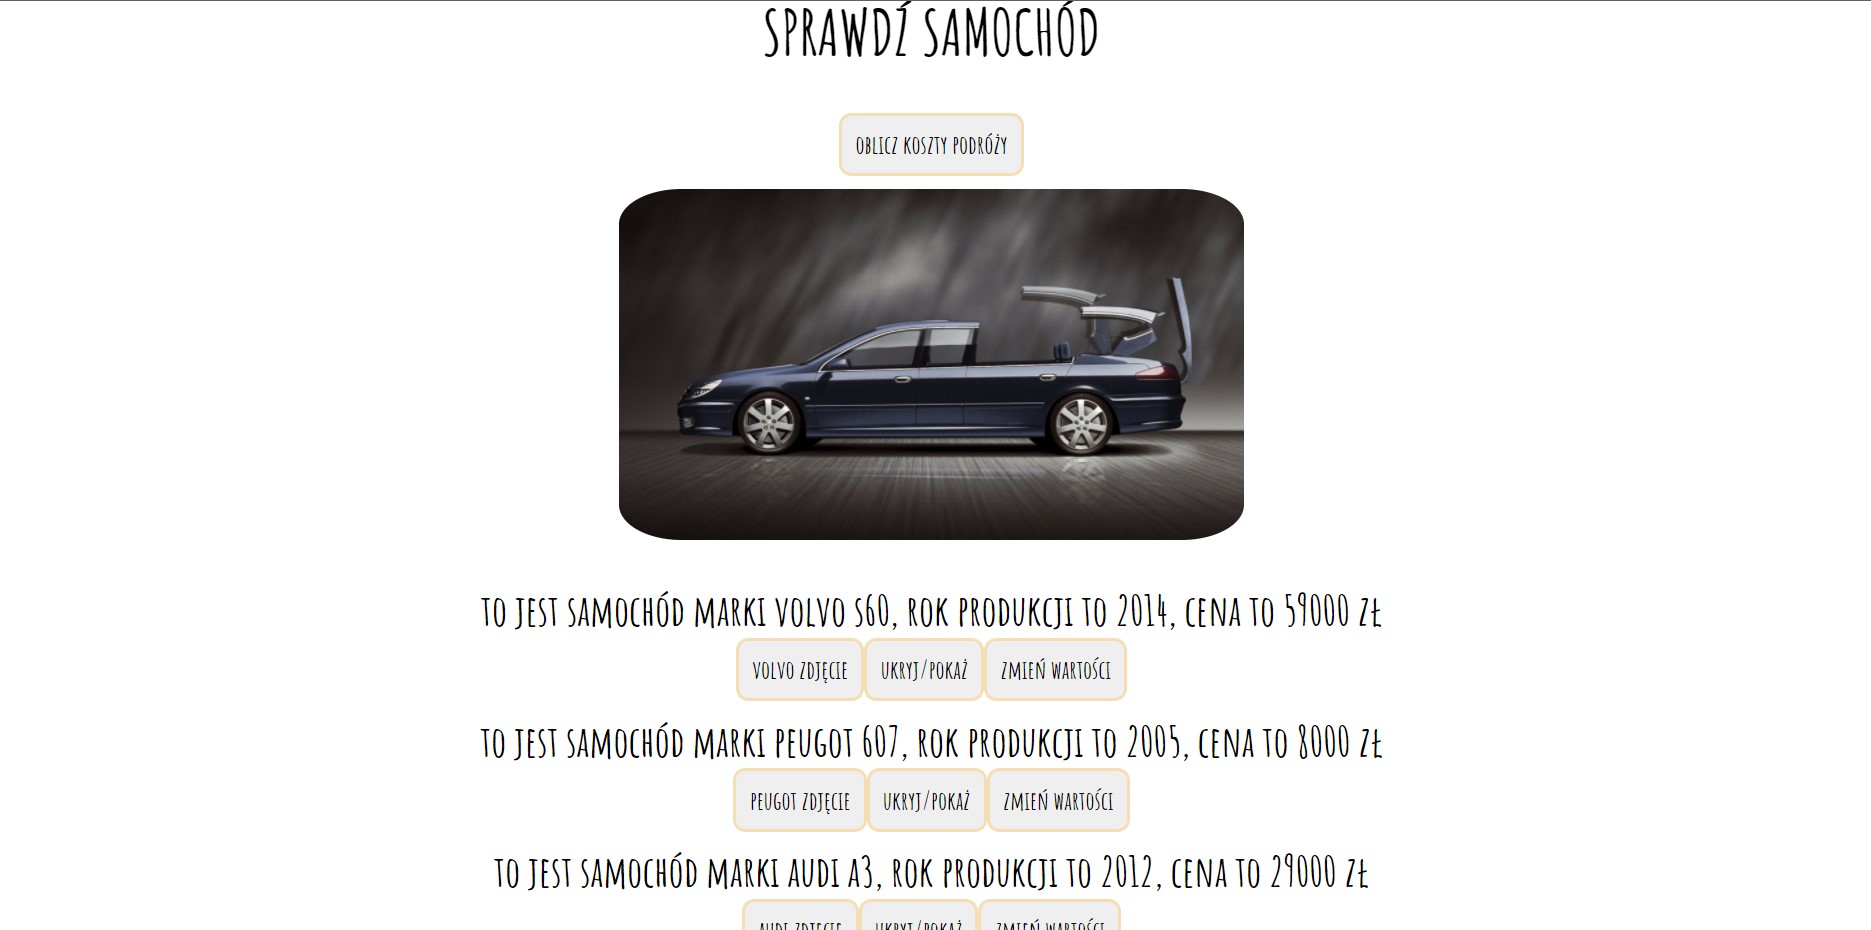 SPRAWDŹ SAMOCHÓD
OBLICZ KOSZTY PODRÓŻY
TO JEST SAMOCHÓD MARKI VOLVO S60, ROK PRODUKCJI TO 2014, CENA TO 59000 ZŁ
VOLVO ZDJĘCIE UKRYJ/POKAŻ ZMIEŃ WARTOŚCI
TO JEST SAMOCHÓD MARKI PEUGOT 607, ROK PRODUKCJI TO 2005, CENA TO 8000 ZŁ
PEUGOT ZDJĘCIE UKRYJ/POKAŻ ZMIEŃ WARTOŚCI
TO JEST SAMOCHÓD MARKI AUDI A3, ROK PRODUKCJI TO 2012, CENA TO 29000 ZŁ
AUDI ZDJĘCIE UKRYJ/POKAŻ ZMIEŃ WARTOŚCI